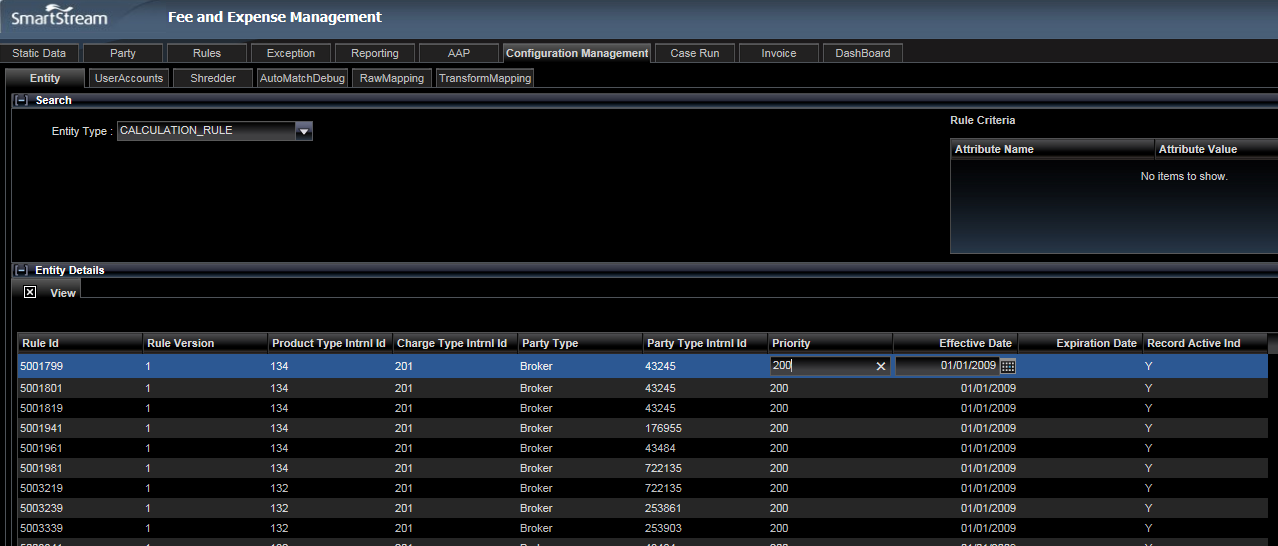 SmartStream Fee and Expense Management
Static Data Party Rules Exception Reporting AAP Configuration Management Case Run Invoice DashBoard
Entity UserAccounts Shredder AutoMatchDebug RawMapping TransformMapping
Search
Rule Criteria
Entity Type : CALCULATION_RULE
Attribute Name Attribute Value
No items to show.
Entity Details
View
Rule Id Rule Version Product Type Intrnl Id Charge Type Intrnl Id Party Type Party Type Intrnl Id Priority Effective Date Expiration Date Record Active Ind
5001799 1 134 201 Broker 43245 200 01/01/2009 Y
5001801 1 134 201 Broker 43245 200 01/01/2009 Y
5001819 1 134 201 Broker 43245 200 01/01/2009 Y
5001941 1 134 201 Broker 176955 200 01/01/2009 Y
5001961 1 134 201 Broker 43484 200 01/01/2009 Y
5001981 1 134 201 Broker 722135 200 01/01/2009 Y
5003219 1 132 201 Broker 722135 200 01/01/2009 Y
5003239 1 132 201 Broker 253861 200 01/01/2009 Y
5003339 1 132 201 Broker 253903 200 01/01/2009 Y